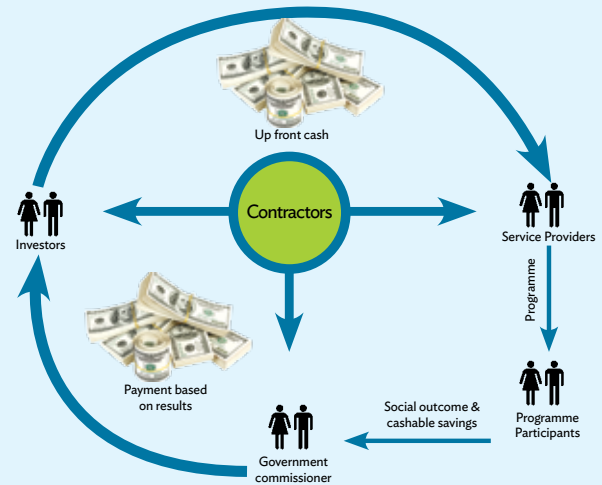 Up front cash
Contractors
Investors
Service Providers
Programme
Payment based
on results
Social outcome &
cashable savings
Programme
Participants
Government
commissioner